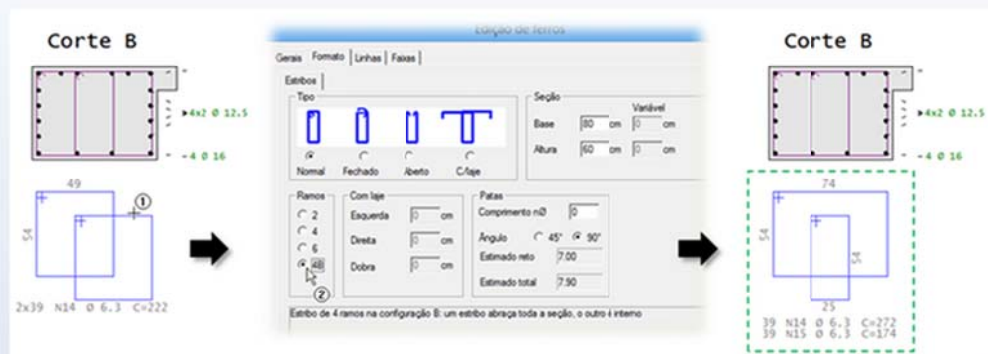 Corte B
4x2 Ø 12.5
4 Ø 16
49
54
①
2x39 N14 Ø 6.3 C=222
Edição de ferros
Gerais Formato Linhas Faixas
Estribos
Tipo
Normal Fechado Aberto C/laje
Seção
Variável
Base 80 cm 0 cm
Altura 60 cm 0 cm
Ramos
2
4
6
4B
②
Com laje
Esquerda 0 cm
Direita 0 cm
Dobra 0 cm
Patas
Comprimento nØ 0
Ângulo 45° 90°
Estimado reto 7.00
Estimado total 7.90
Estribo de 4 ramos na configuração B: um estribo abraça toda a seção, o outro é interno
Corte B
4x2 Ø 12.5
4 Ø 16
74
54
54
25
39 N14 Ø 6.3 C=272
39 N15 Ø 6.3 C=174